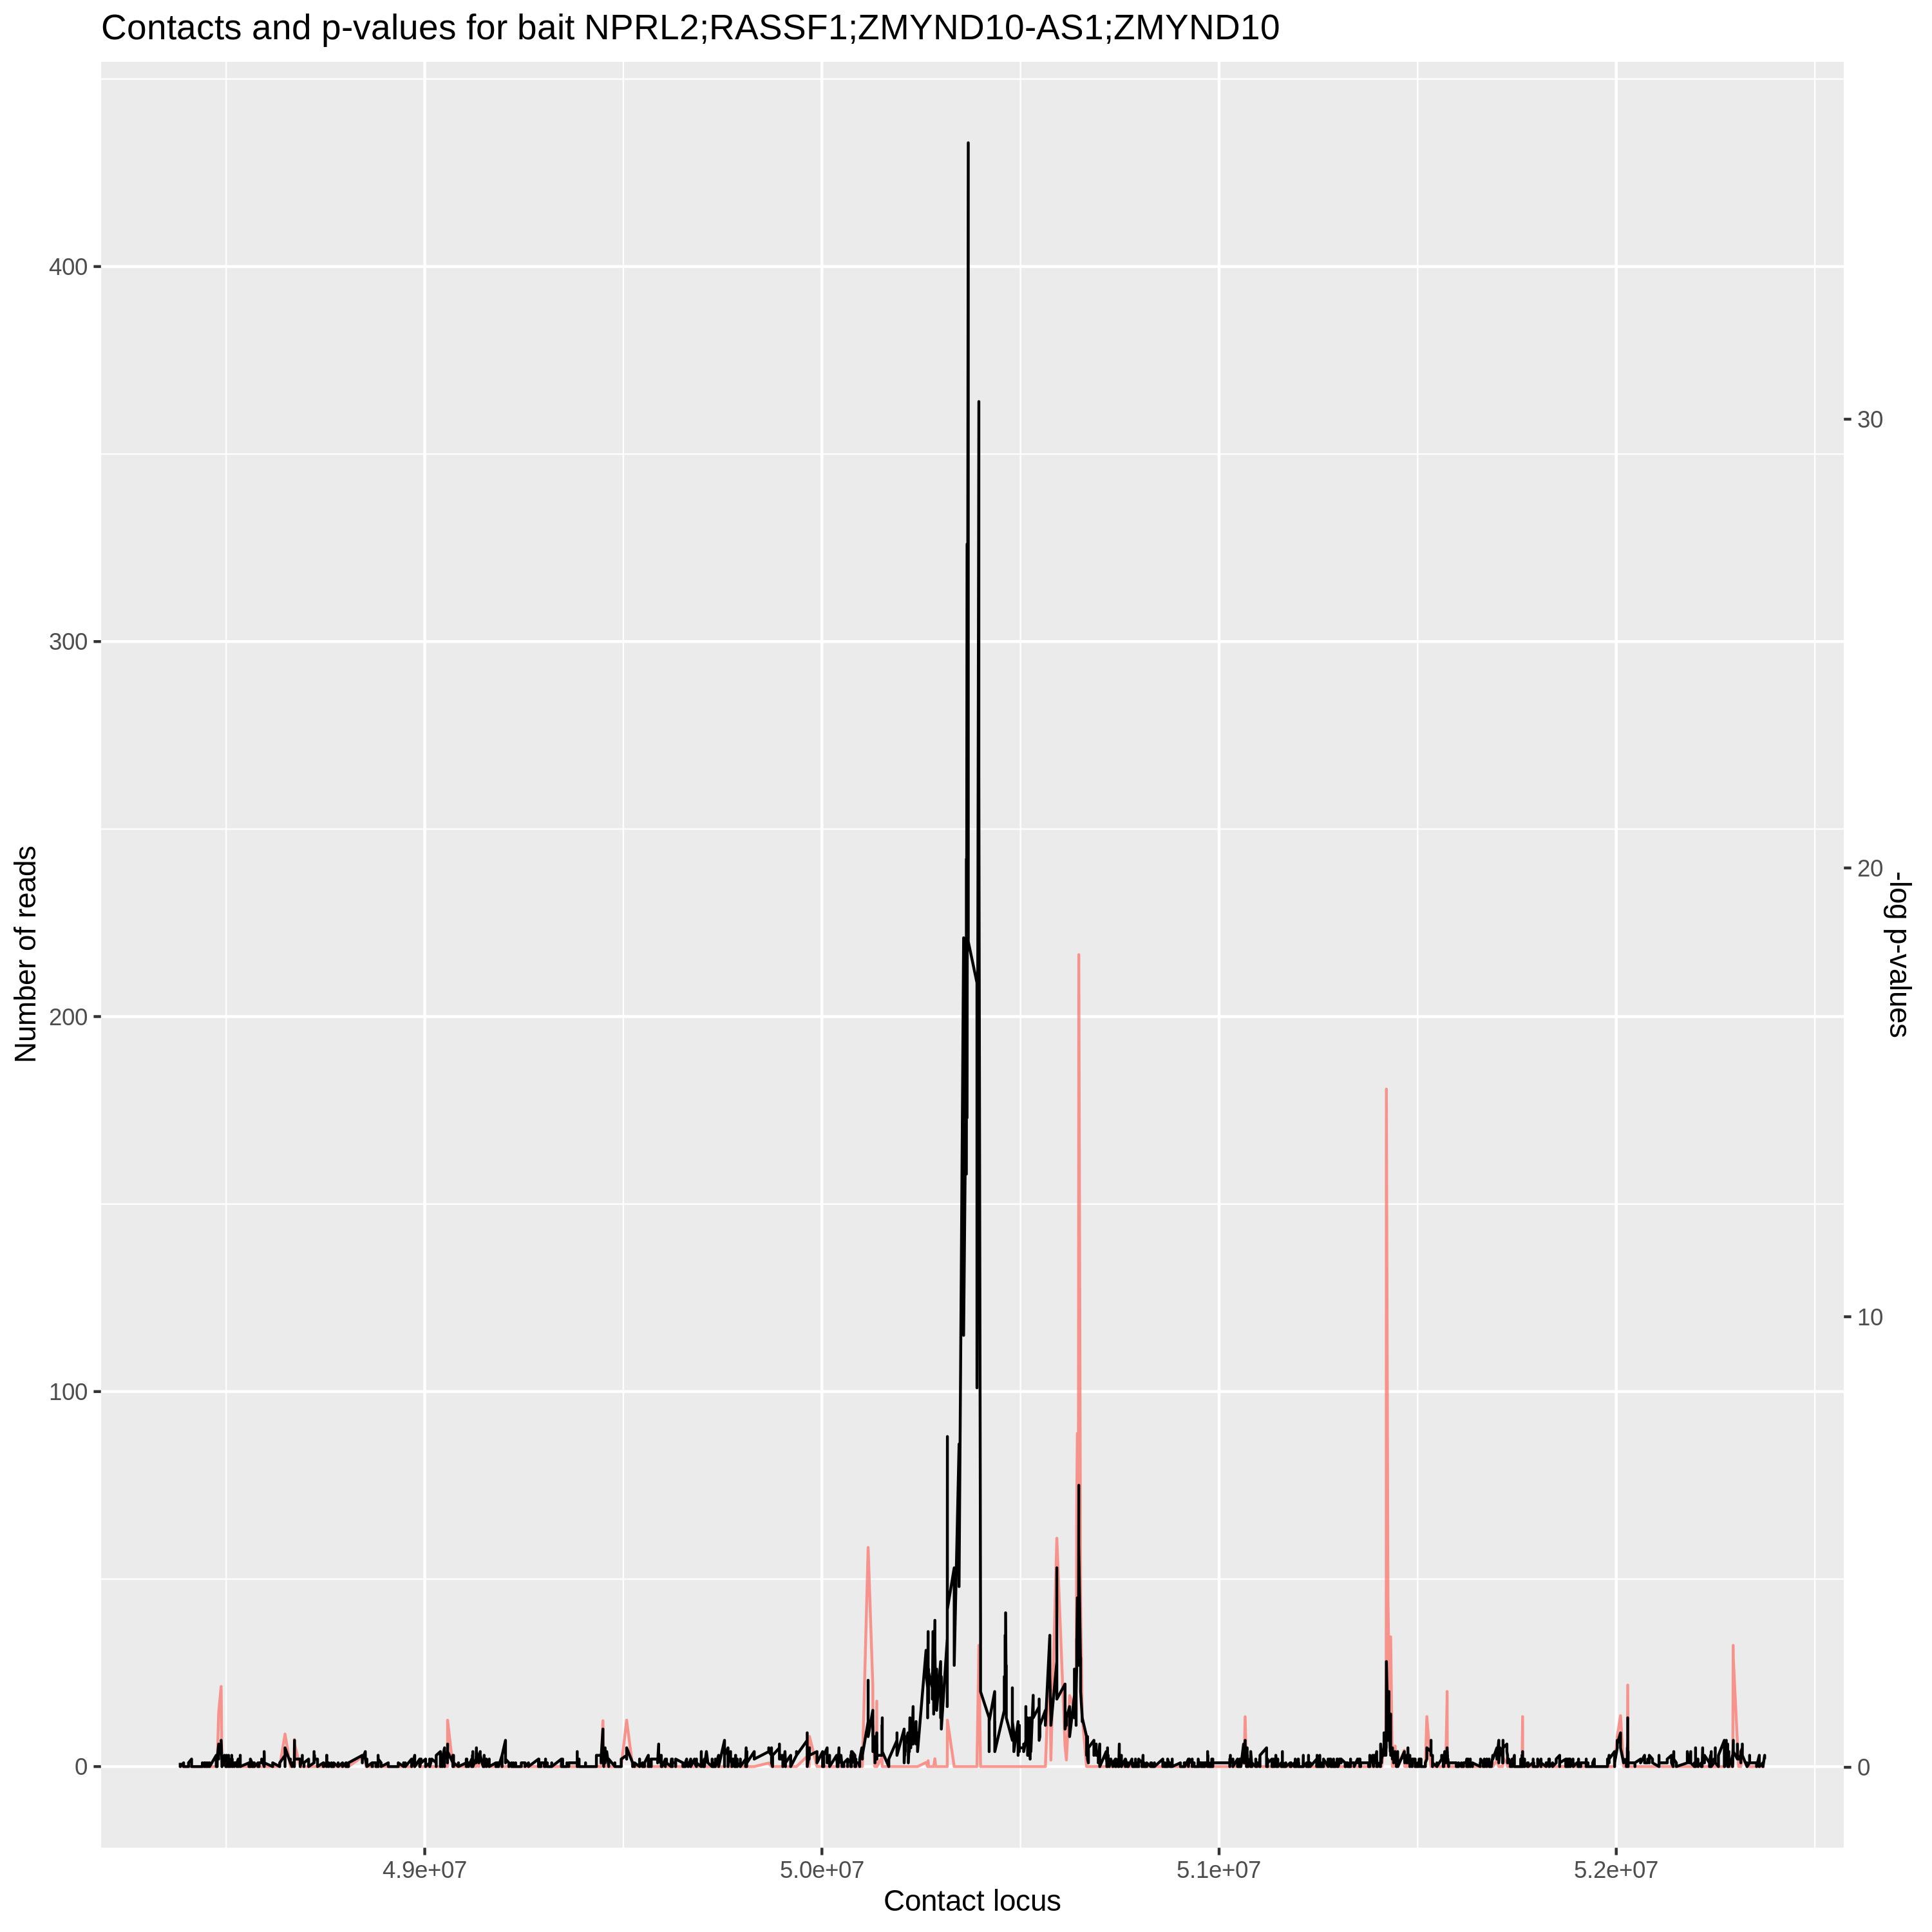 Contacts and p-values for bait NPRL2;RASSF1;ZMYND10-AS1;ZMYND10
Number of reads
400
300
200
100
0
30
20
10
0
-log p-values
4.9e+07 5.0e+07 5.1e+07 5.2e+07
Contact locus